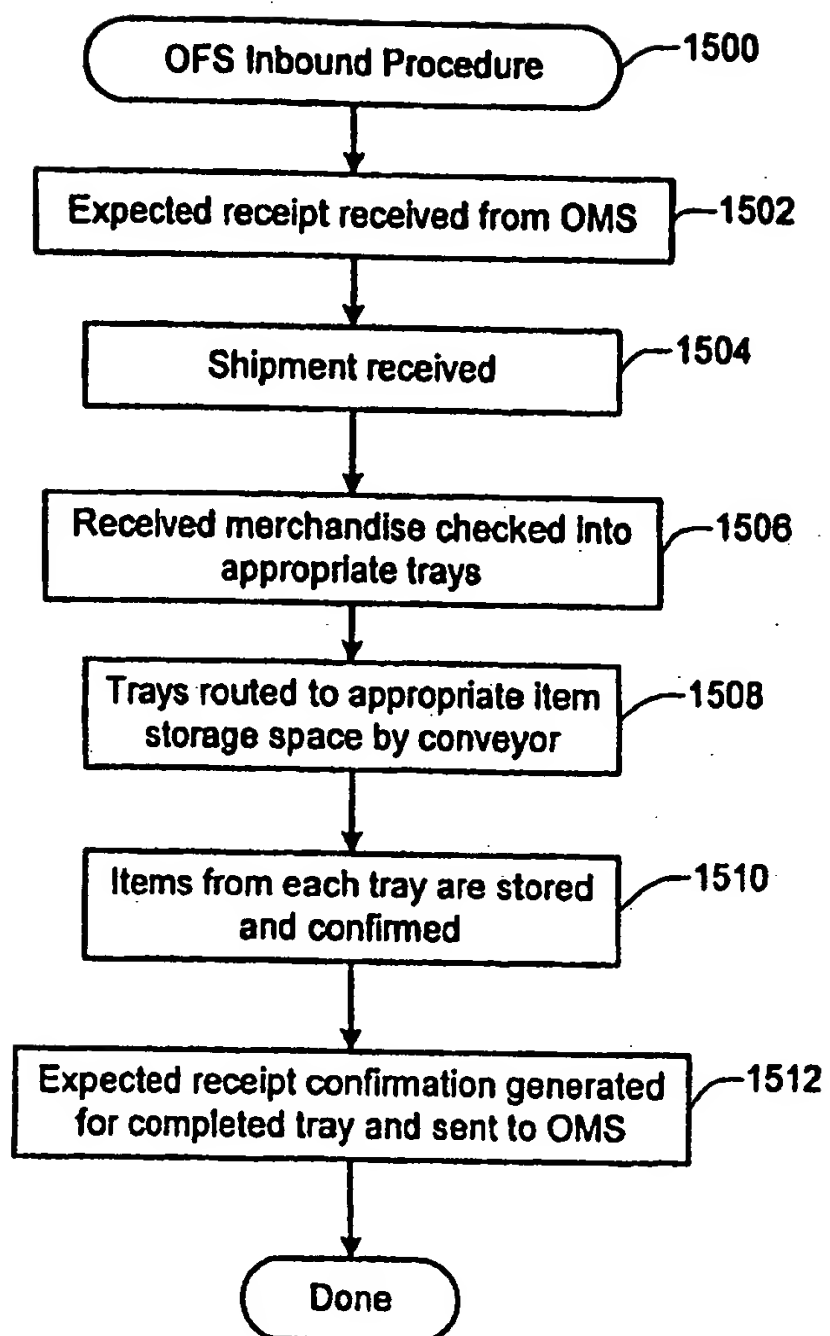 OFS Inbound Procedure
1500
Expected receipt received from OMS
1502
Shipment received
1504
Received merchandise checked into
appropriate trays
1506
Trays routed to appropriate item
storage space by conveyor
1508
Items from each tray are stored
and confirmed
1510
Expected receipt confirmation generated
for completed tray and sent to OMS
1512
Done